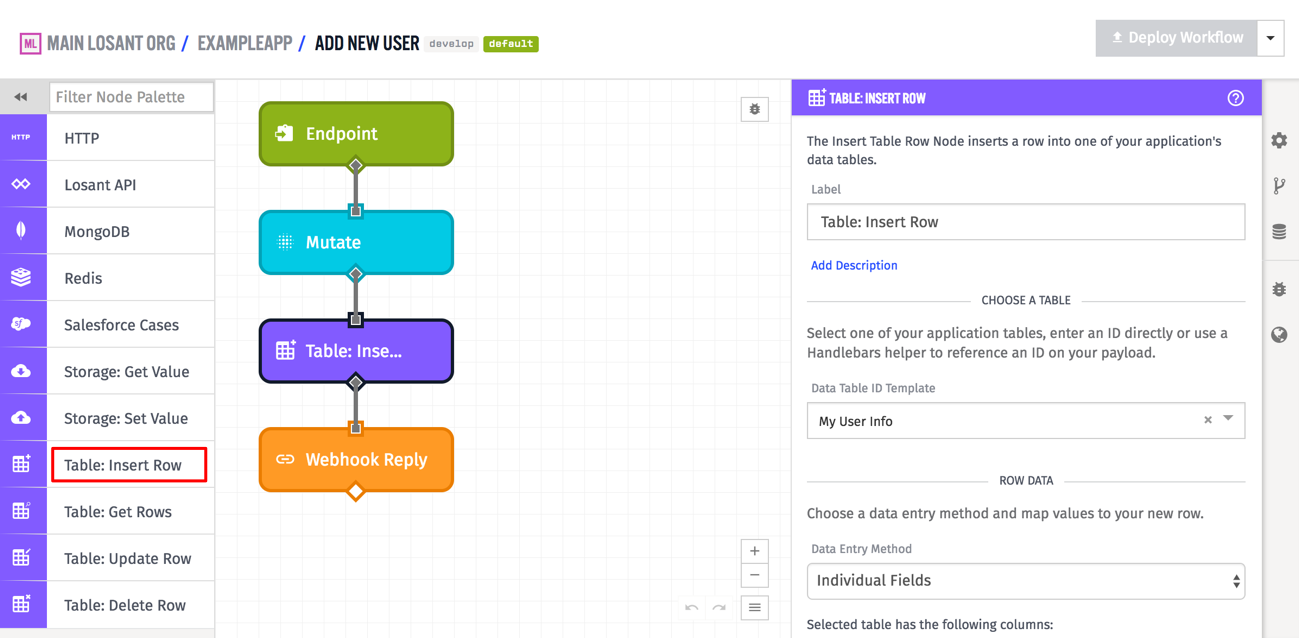 ML MAIN LOSANT ORG / EXAMPLEAPP / ADD NEW USER develop default
Deploy Workflow
Filter Node Palette
HTTP HTTP
Losant API
MongoDB
Redis
sf Salesforce Cases
Storage: Get Value
Storage: Set Value
Table: Insert Row
Table: Get Rows
Table: Update Row
Table: Delete Row
Endpoint
Mutate
Table: Inse...
Webhook Reply
+
−
TABLE: INSERT ROW ?
The Insert Table Row Node inserts a row into one of your application's
data tables.
Label
Table: Insert Row
Add Description
CHOOSE A TABLE
Select one of your application tables, enter an ID directly or use a
Handlebars helper to reference an ID on your payload.
Data Table ID Template
My User Info ×
ROW DATA
Choose a data entry method and map values to your new row.
Data Entry Method
Individual Fields
Selected table has the following columns: